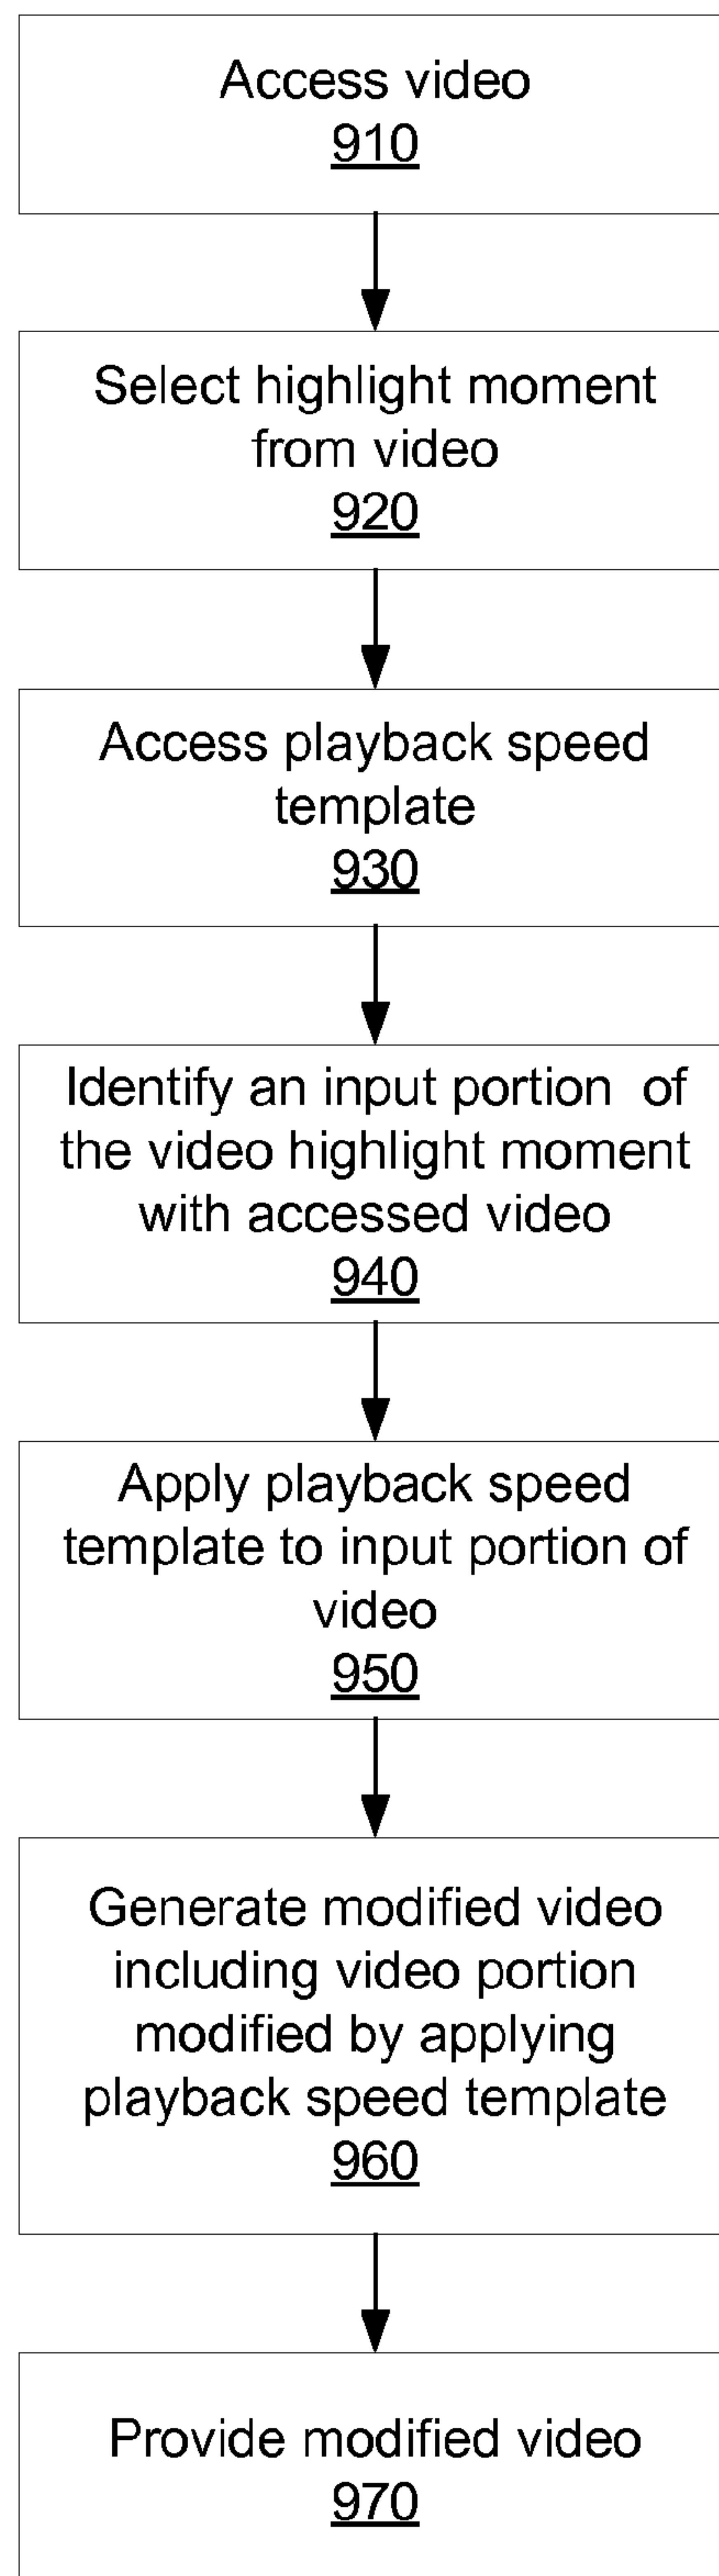 Access video
910
Select highlight moment
from video
920
Access playback speed
template
930
Identify an input portion  of
the video highlight moment
with accessed video
940
Apply playback speed
template to input portion of
video
950
Generate modified video
including video portion
modified by applying
playback speed template
960
Provide modified video
970